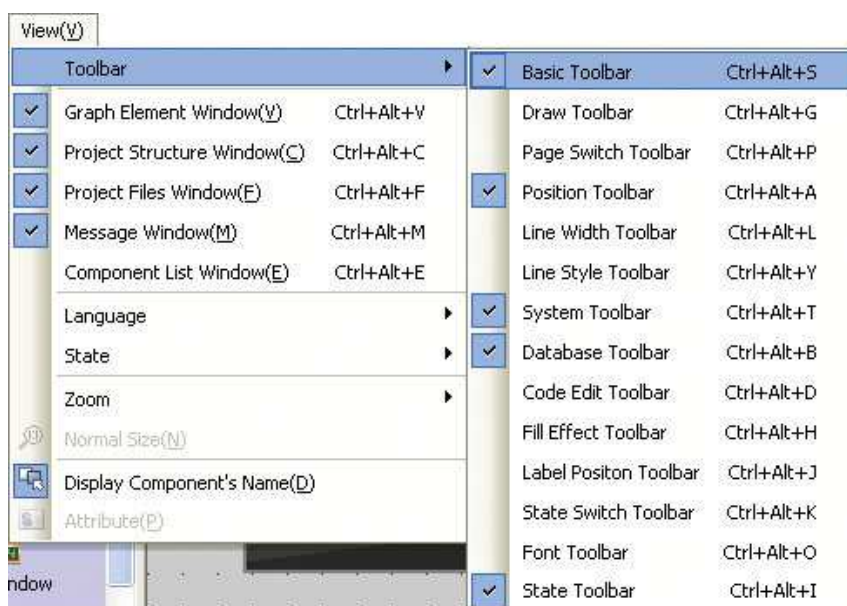 View(V)
Toolbar
Graph Element Window(V) Ctrl+Alt+V
Project Structure Window(C) Ctrl+Alt+C
Project Files Window(F) Ctrl+Alt+F
Message Window(M) Ctrl+Alt+M
Component List Window(E) Ctrl+Alt+E
Language
State
Zoom
Normal Size(N)
Display Component's Name(D)
Attribute(P)
ndow
Basic Toolbar Ctrl+Alt+S
Draw Toolbar Ctrl+Alt+G
Page Switch Toolbar Ctrl+Alt+P
Position Toolbar Ctrl+Alt+A
Line Width Toolbar Ctrl+Alt+L
Line Style Toolbar Ctrl+Alt+Y
System Toolbar Ctrl+Alt+T
Database Toolbar Ctrl+Alt+B
Code Edit Toolbar Ctrl+Alt+D
Fill Effect Toolbar Ctrl+Alt+H
Label Positon Toolbar Ctrl+Alt+J
State Switch Toolbar Ctrl+Alt+K
Font Toolbar Ctrl+Alt+O
State Toolbar Ctrl+Alt+I